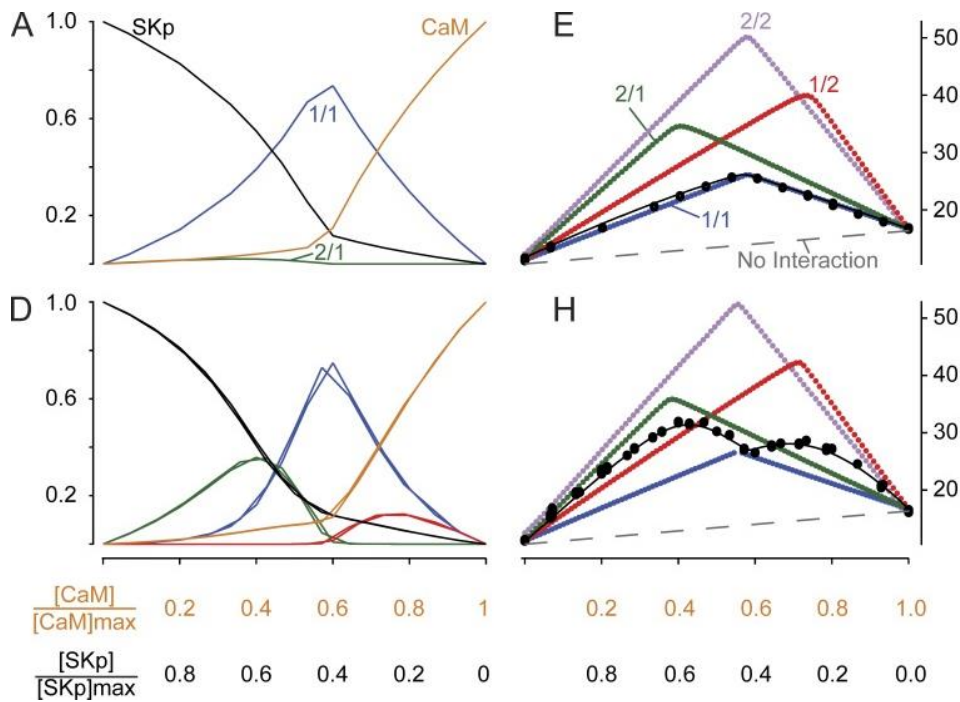 A
1.0
SKp
CaM
0.6
1/1
0.2
2/1
E
2/2
50
2/1
1/2
40
30
1/1
20
No Interaction
D
1.0
0.6
0.2
H
50
40
30
20
[CaM]
[CaM]max
0.2 0.4 0.6 0.8 1
0.2 0.4 0.6 0.8 1.0
[SKp]
[SKp]max
0.8 0.6 0.4 0.2 0
0.8 0.6 0.4 0.2 0.0